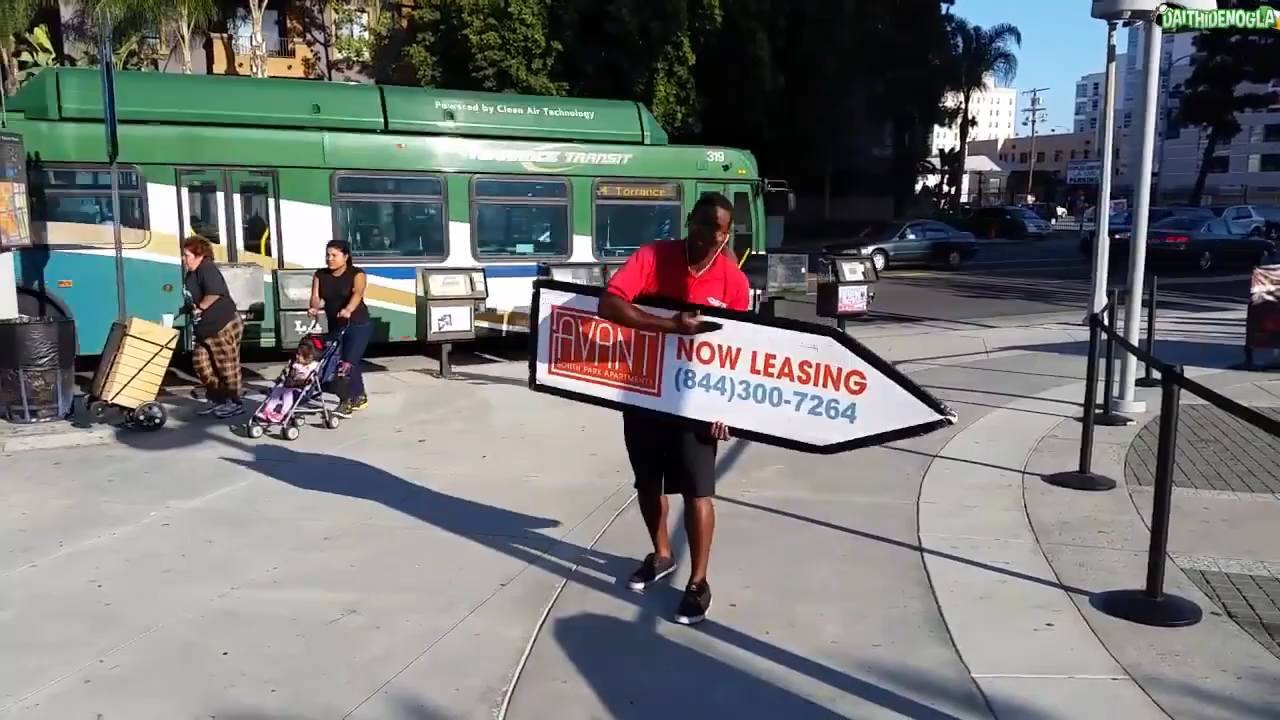 DAITHIDENOGLA
Powered by Clean Air Technology
TORRANCE TRANSIT
319
4 Torrance
AVANT
SOUTH PARK APARTMENTS
NOW LEASING
(844)300-7264
PARKING